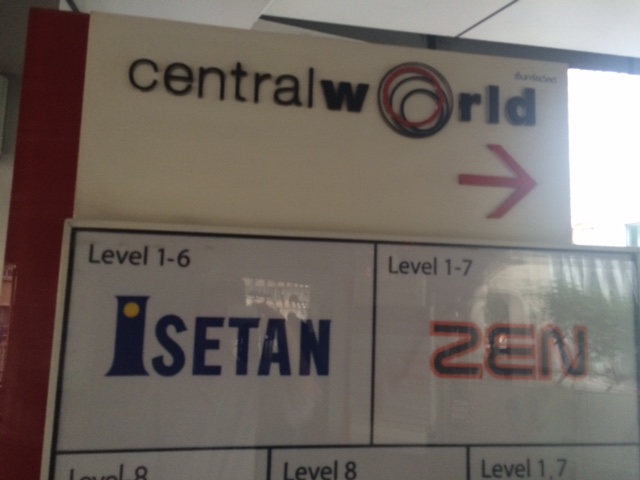 centralworld
Level 1-6
Level 1-7
ISETAN
ZEN
Level 8
Level 8
Level 1,7